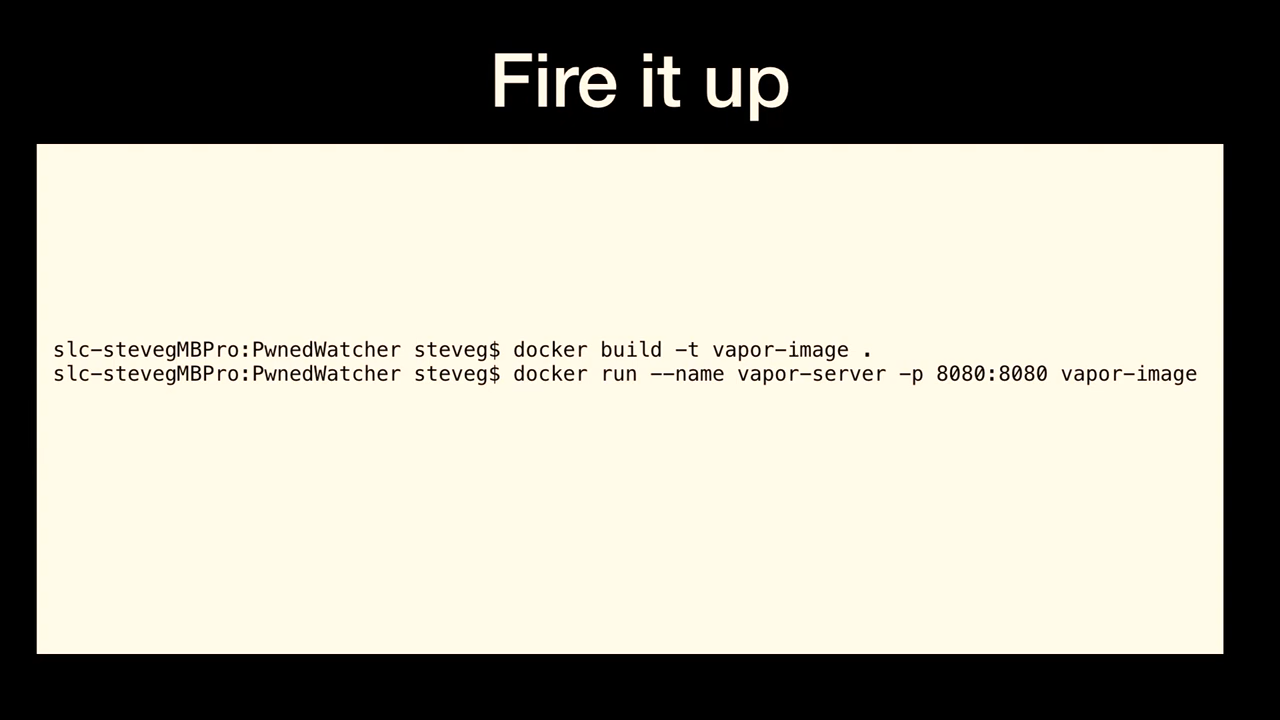 Fire it up
slc-stevegMBPro:PwnedWatcher steveg$ docker build -t vapor-image .
slc-stevegMBPro:PwnedWatcher steveg$ docker run --name vapor-server -p 8080:8080 vapor-image